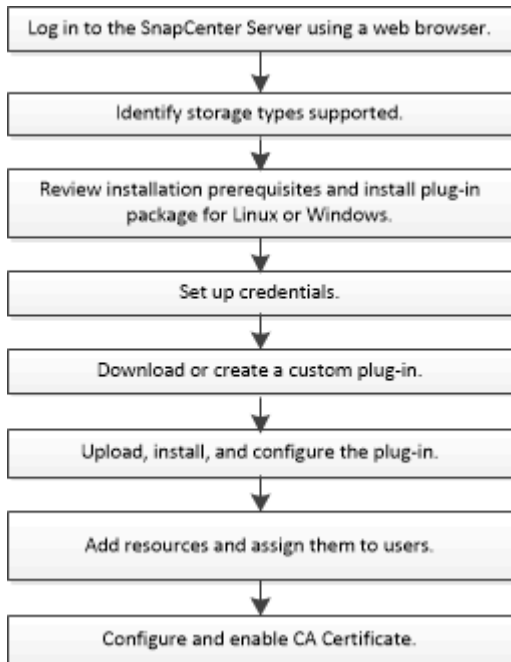 Log in to the SnapCenter Server using a web browser.
Identify storage types supported.
Review installation prerequisites and install plug-in
package for Linux or Windows.
Set up credentials.
Download or create a custom plug-in.
Upload, install, and configure the plug-in.
Add resources and assign them to users.
Configure and enable CA Certificate.